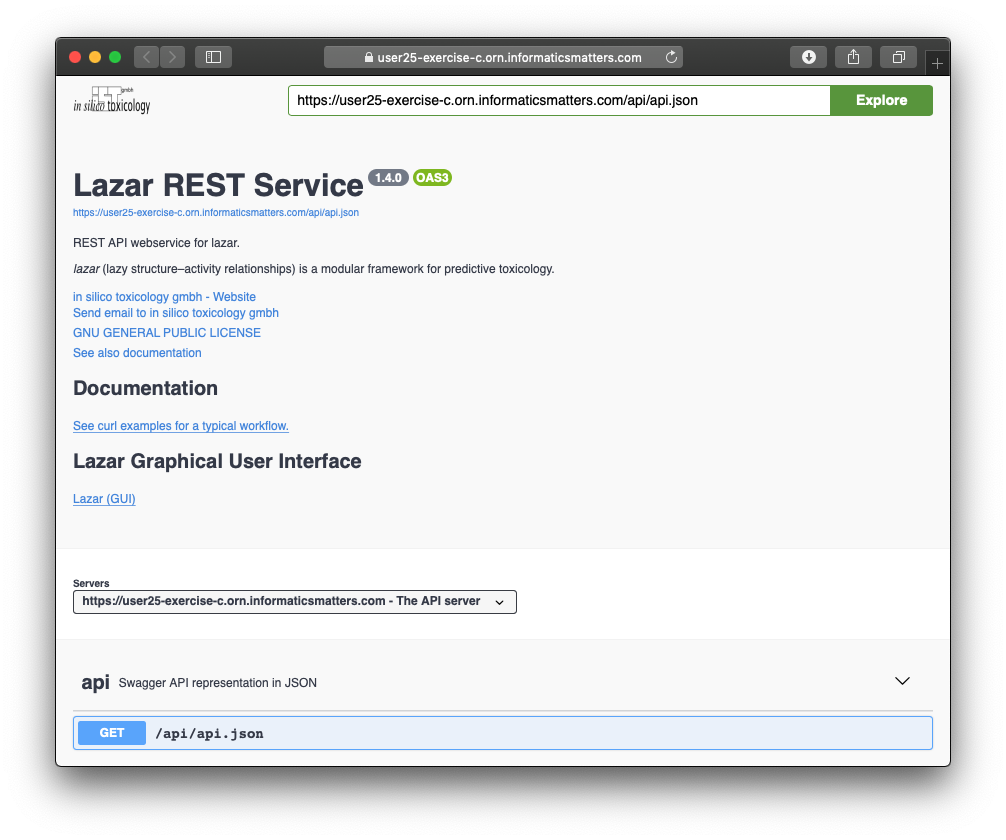 user25-exercise-c.orn.informaticsmatters.com
gmbh
IST
in silico toxicology
https://user25-exercise-c.orn.informaticsmatters.com/api/api.json
Explore
Lazar REST Service 1.4.0 OAS3
https://user25-exercise-c.orn.informaticsmatters.com/api/api.json
REST API webservice for lazar.
lazar (lazy structure–activity relationships) is a modular framework for predictive toxicology.
in silico toxicology gmbh - Website
Send email to in silico toxicology gmbh
GNU GENERAL PUBLIC LICENSE
See also documentation
Documentation
See curl examples for a typical workflow.
Lazar Graphical User Interface
Lazar (GUI)
Servers
https://user25-exercise-c.orn.informaticsmatters.com - The API server
api Swagger API representation in JSON
GET /api/api.json